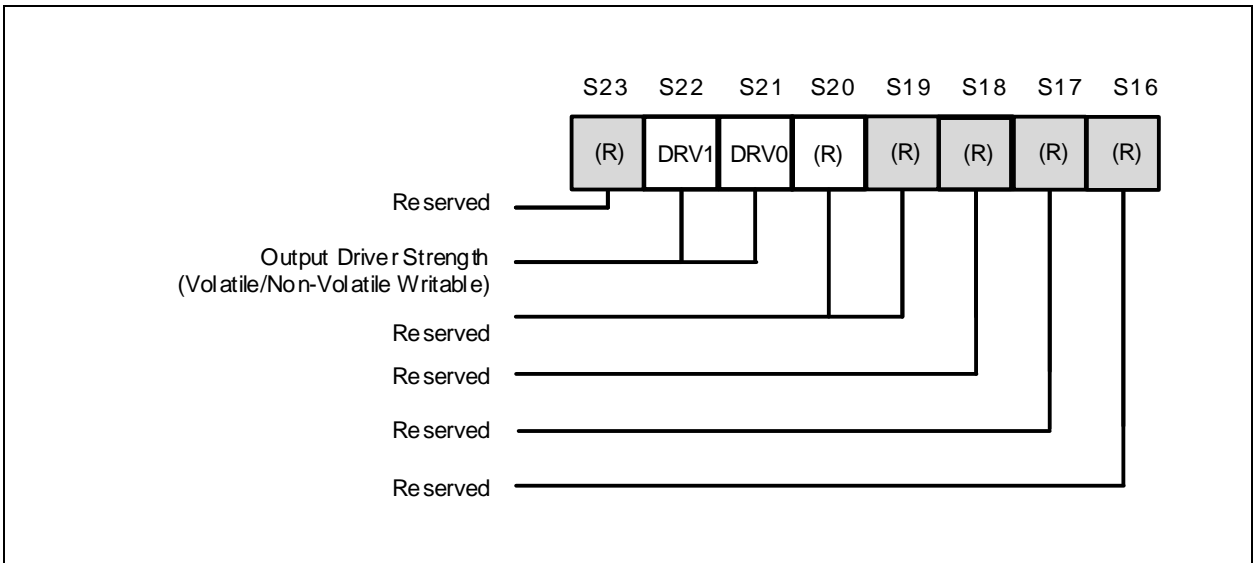 S23 S22 S21 S20 S19 S18 S17 S16
(R) DRV1 DRV0 (R) (R) (R) (R) (R)
Reserved
Output Driver Strength
(Volatile/Non-Volatile Writable)
Reserved
Reserved
Reserved
Reserved